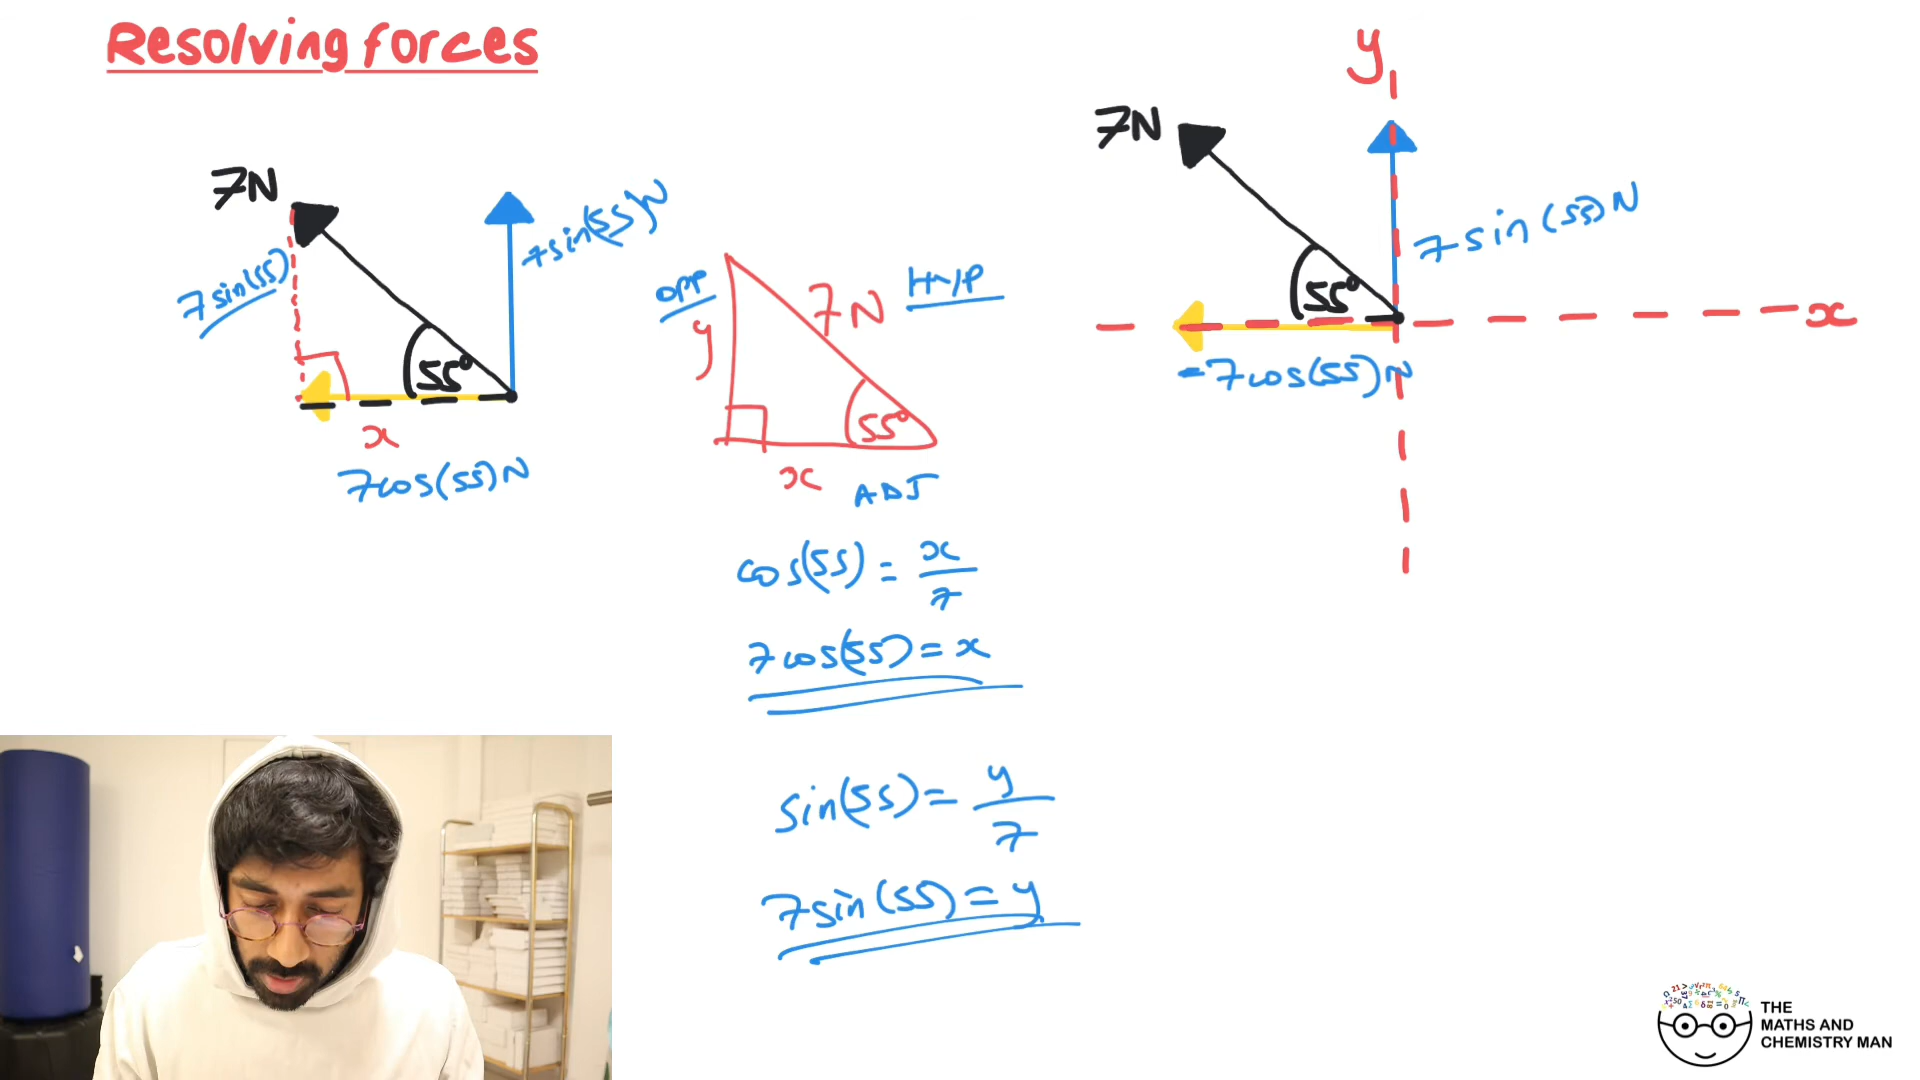 Resolving forces
7N
7sin(55)
7sin(55)N
55°
x
7cos(55)N
OPP
y
7N
HYP
55°
x
ADJ
cos(55) = x/7
7cos(55) = x
sin(55) = y/7
7sin(55) = y
y
7N
7sin(55)N
55°
x
-7cos(55)N
THE
MATHS AND
CHEMISTRY MAN